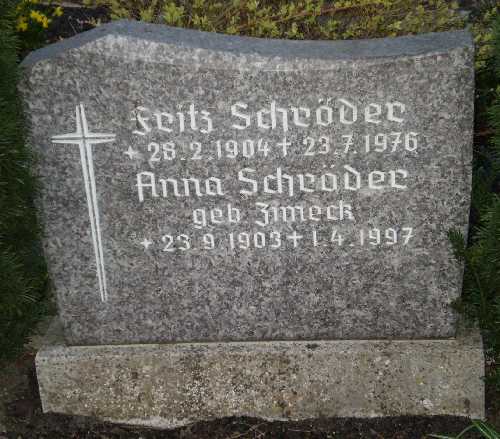 Fritz Schröder
* 28.2.1904 † 23.7.1976
Anna Schröder
geb Zimeck
* 23.9.1903 † 1.4.1997